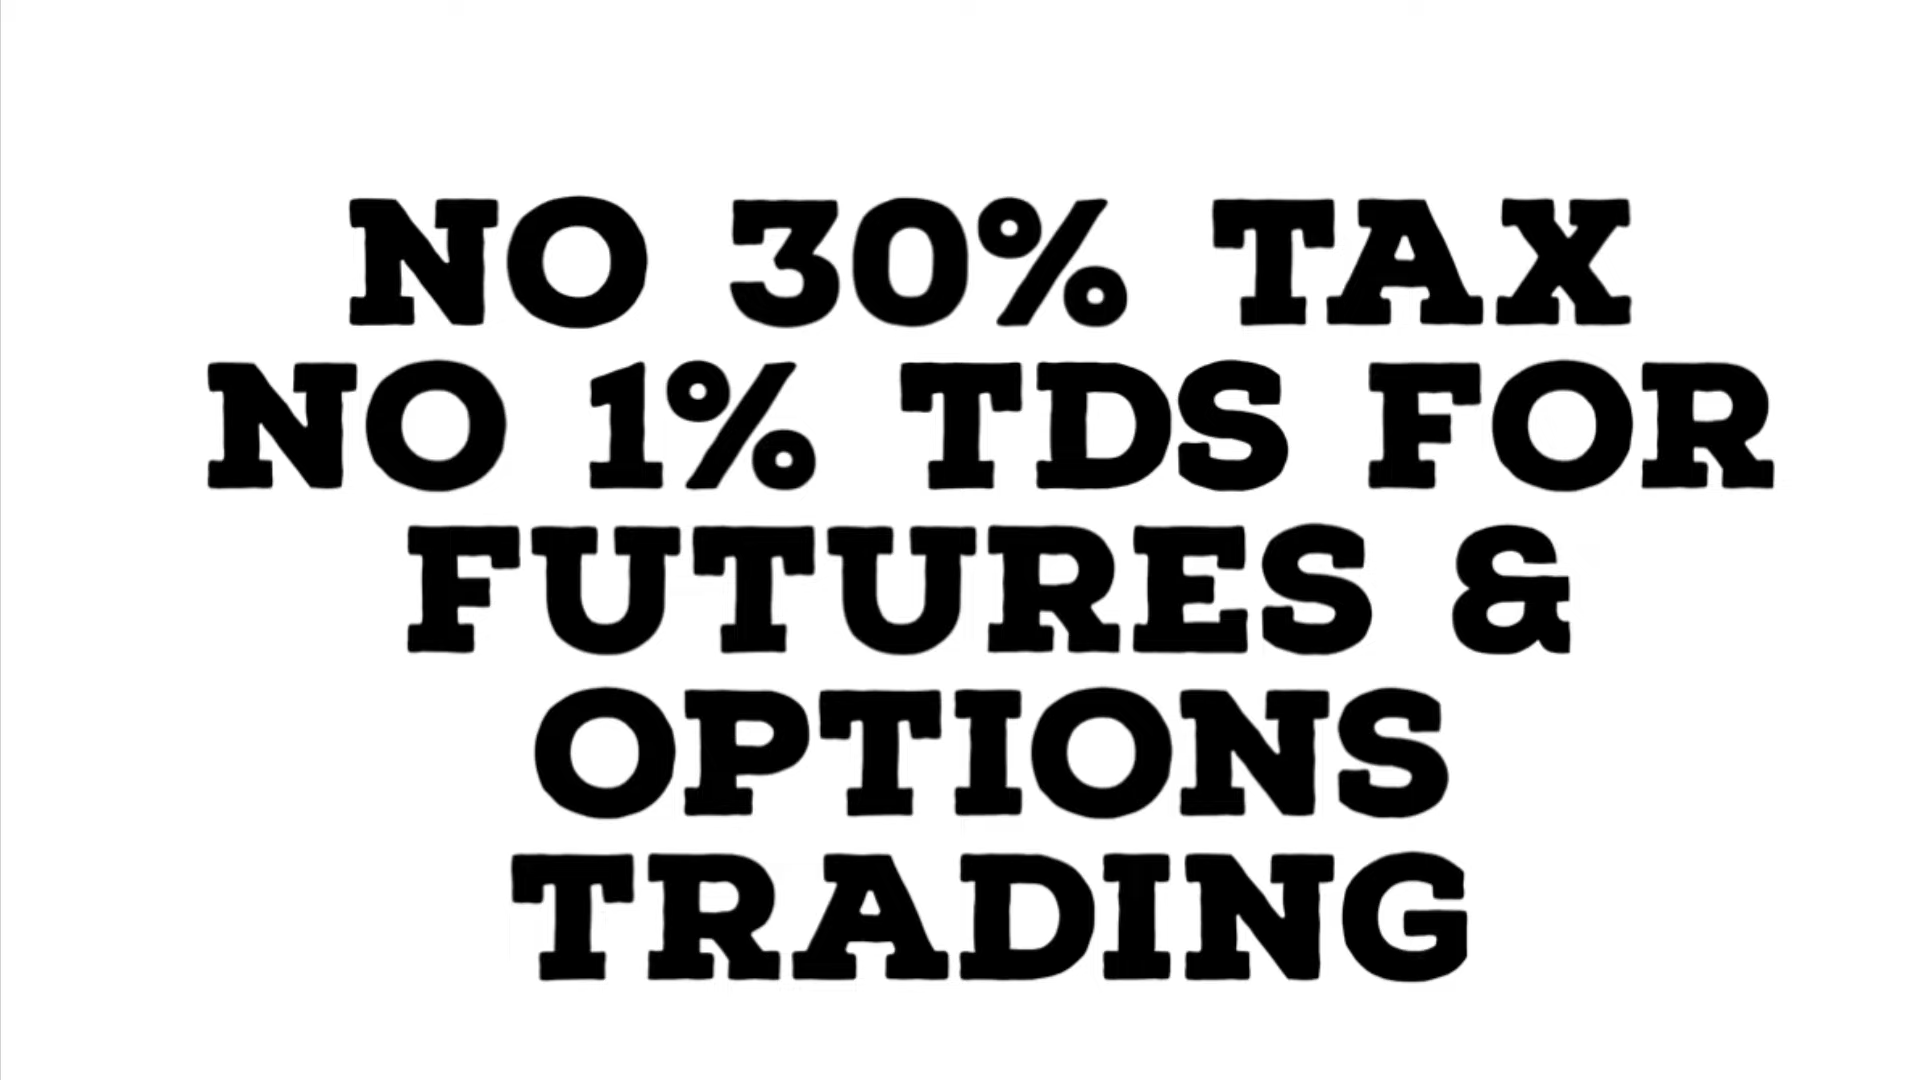 NO 30% TAX
NO 1% TDS FOR
FUTURES &
OPTIONS
TRADING